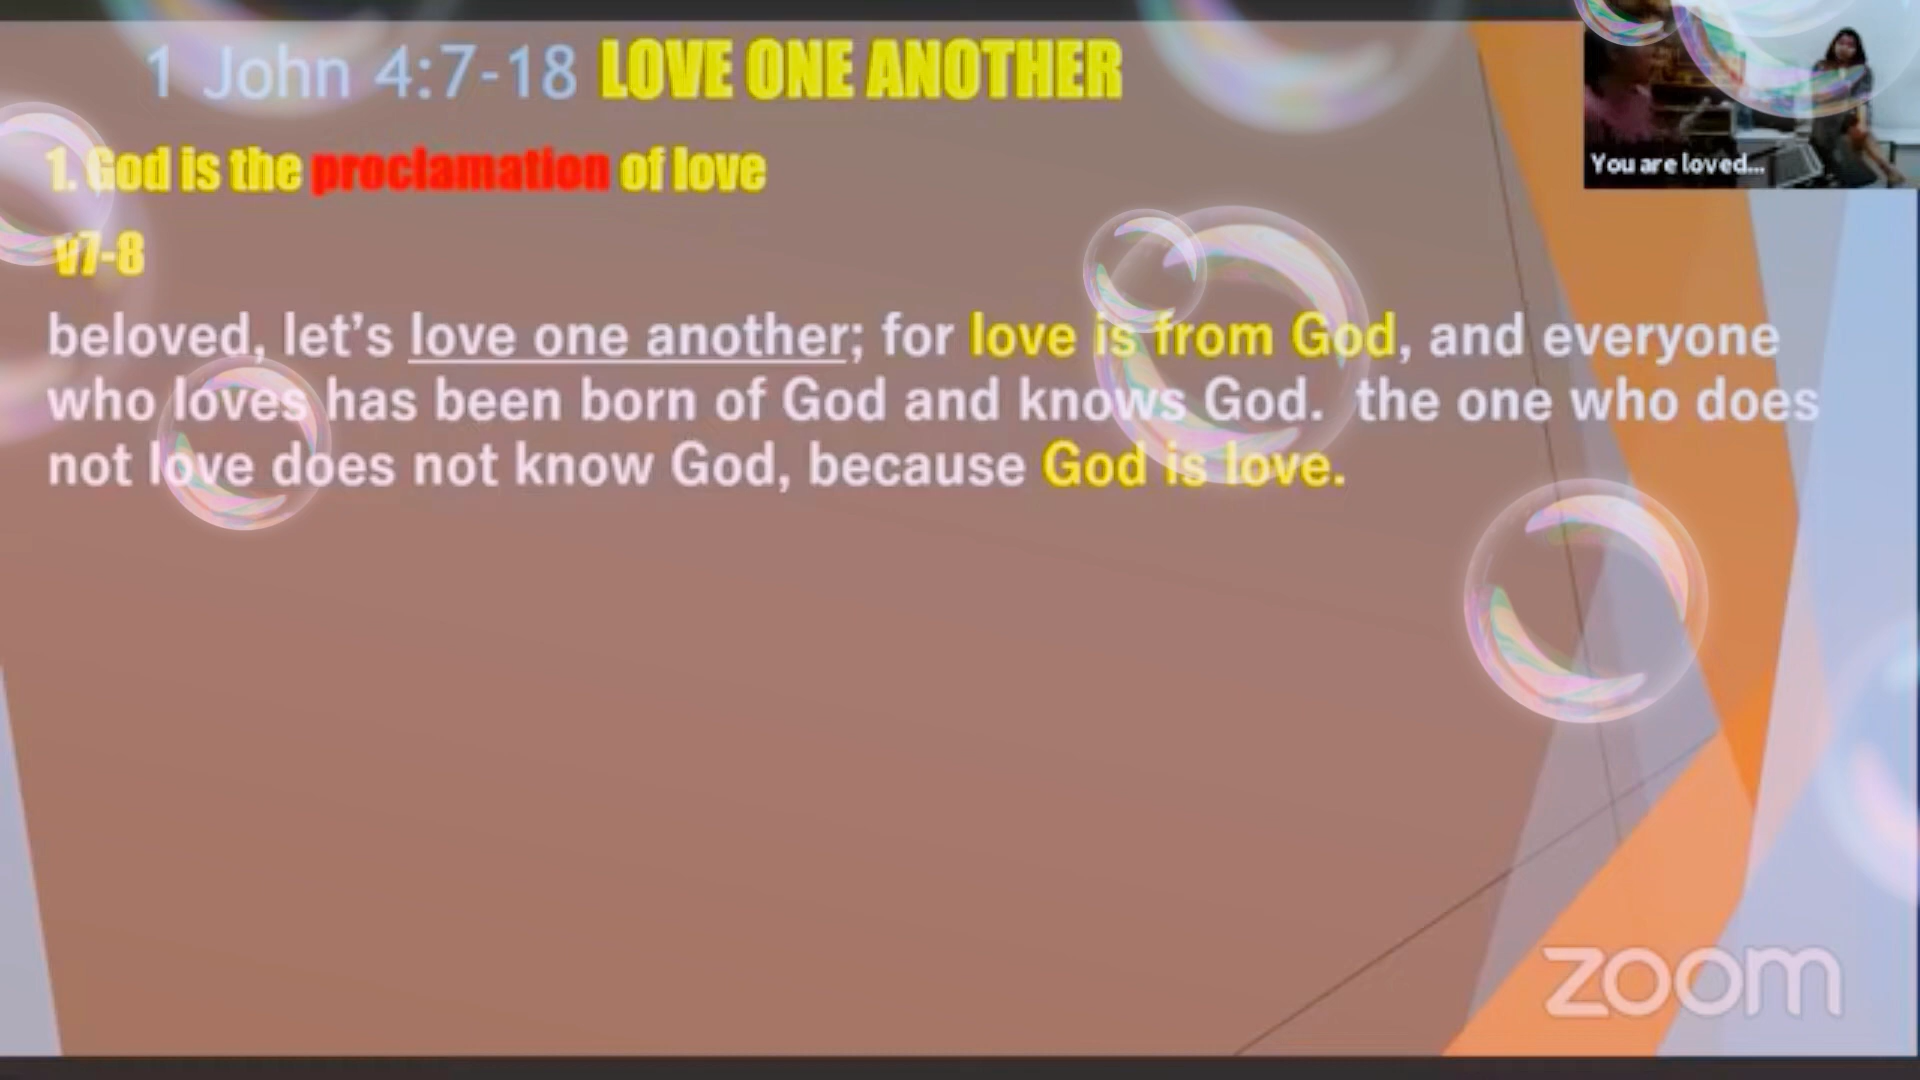 1 John 4:7-18 LOVE ONE ANOTHER
You are loved...
1. God is the proclamation of love
v7-8
beloved, let's love one another; for love is from God, and everyone
who loves has been born of God and knows God.  the one who does
not love does not know God, because God is love.
zoom